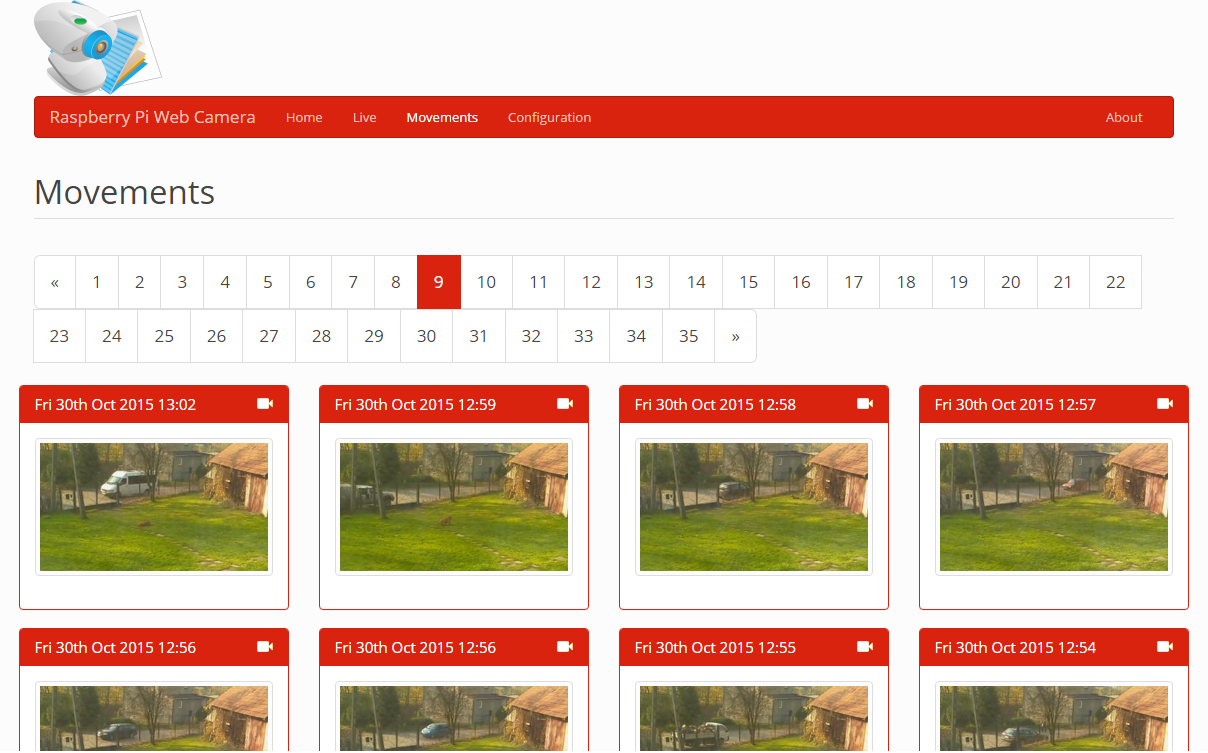 Raspberry Pi Web Camera Home Live Movements Configuration About
Movements
« 1 2 3 4 5 6 7 8 9 10 11 12 13 14 15 16 17 18 19 20 21 22
23 24 25 26 27 28 29 30 31 32 33 34 35 »
Fri 30th Oct 2015 13:02 Fri 30th Oct 2015 12:59 Fri 30th Oct 2015 12:58 Fri 30th Oct 2015 12:57
Fri 30th Oct 2015 12:56 Fri 30th Oct 2015 12:56 Fri 30th Oct 2015 12:55 Fri 30th Oct 2015 12:54